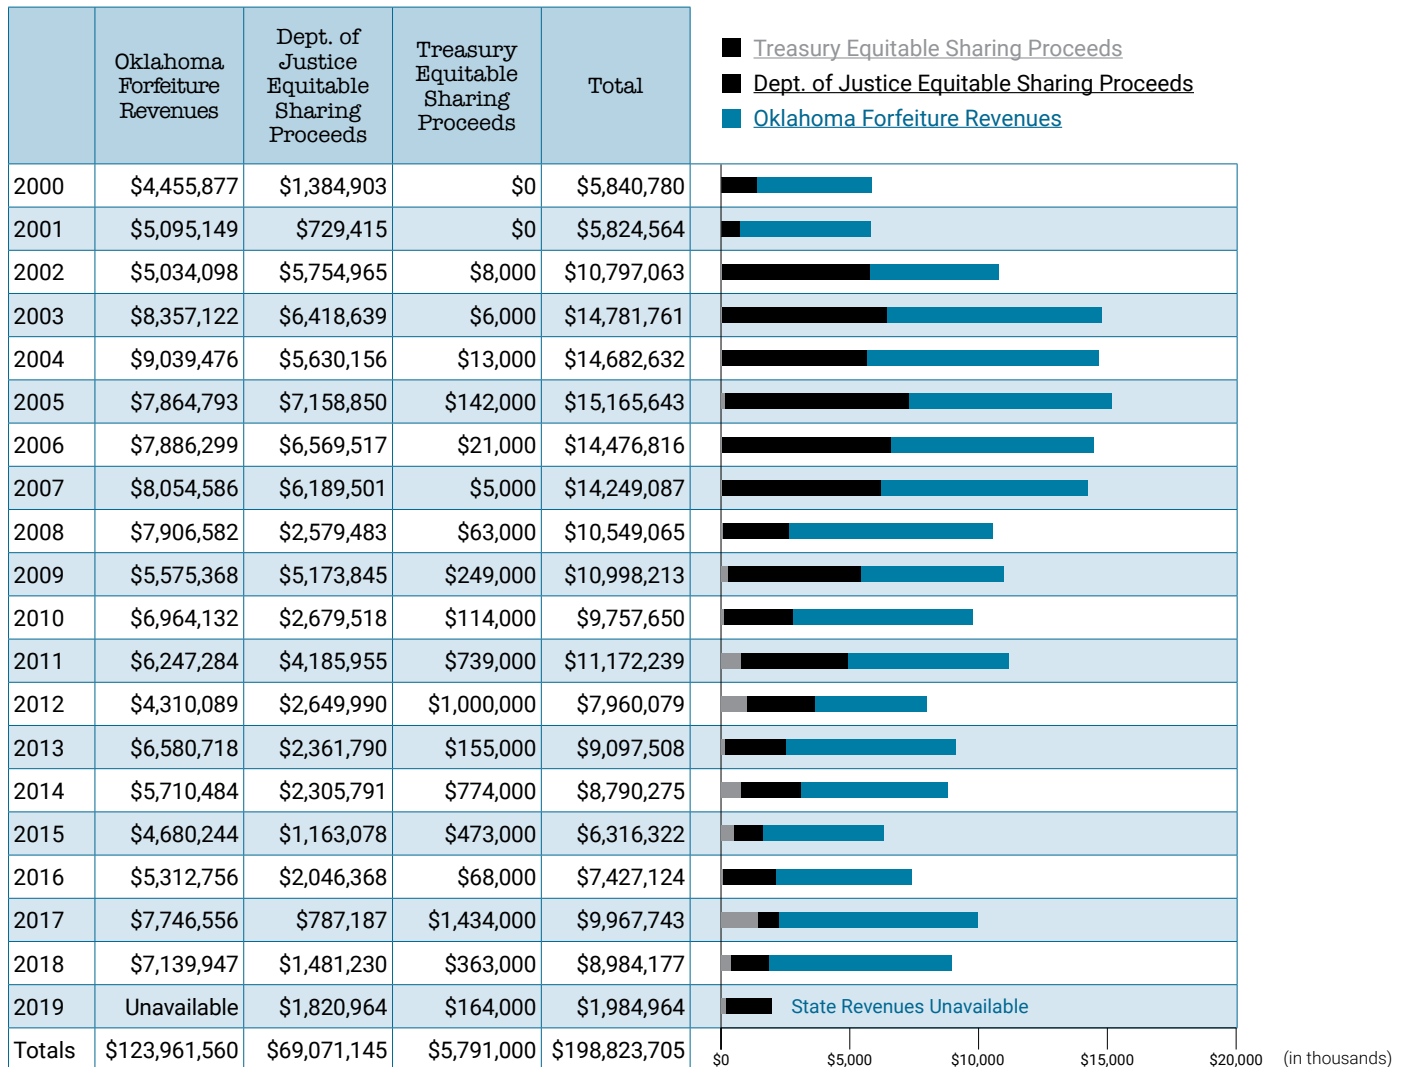 Oklahoma
Forfeiture
Revenues
Dept. of
Justice
Equitable
Sharing
Proceeds
Treasury
Equitable
Sharing
Proceeds
Total
Treasury Equitable Sharing Proceeds
Dept. of Justice Equitable Sharing Proceeds
Oklahoma Forfeiture Revenues
2000 $4,455,877 $1,384,903 $0 $5,840,780
2001 $5,095,149 $729,415 $0 $5,824,564
2002 $5,034,098 $5,754,965 $8,000 $10,797,063
2003 $8,357,122 $6,418,639 $6,000 $14,781,761
2004 $9,039,476 $5,630,156 $13,000 $14,682,632
2005 $7,864,793 $7,158,850 $142,000 $15,165,643
2006 $7,886,299 $6,569,517 $21,000 $14,476,816
2007 $8,054,586 $6,189,501 $5,000 $14,249,087
2008 $7,906,582 $2,579,483 $63,000 $10,549,065
2009 $5,575,368 $5,173,845 $249,000 $10,998,213
2010 $6,964,132 $2,679,518 $114,000 $9,757,650
2011 $6,247,284 $4,185,955 $739,000 $11,172,239
2012 $4,310,089 $2,649,990 $1,000,000 $7,960,079
2013 $6,580,718 $2,361,790 $155,000 $9,097,508
2014 $5,710,484 $2,305,791 $774,000 $8,790,275
2015 $4,680,244 $1,163,078 $473,000 $6,316,322
2016 $5,312,756 $2,046,368 $68,000 $7,427,124
2017 $7,746,556 $787,187 $1,434,000 $9,967,743
2018 $7,139,947 $1,481,230 $363,000 $8,984,177
2019 Unavailable $1,820,964 $164,000 $1,984,964 State Revenues Unavailable
Totals $123,961,560 $69,071,145 $5,791,000 $198,823,705
$0 $5,000 $10,000 $15,000 $20,000 (in thousands)